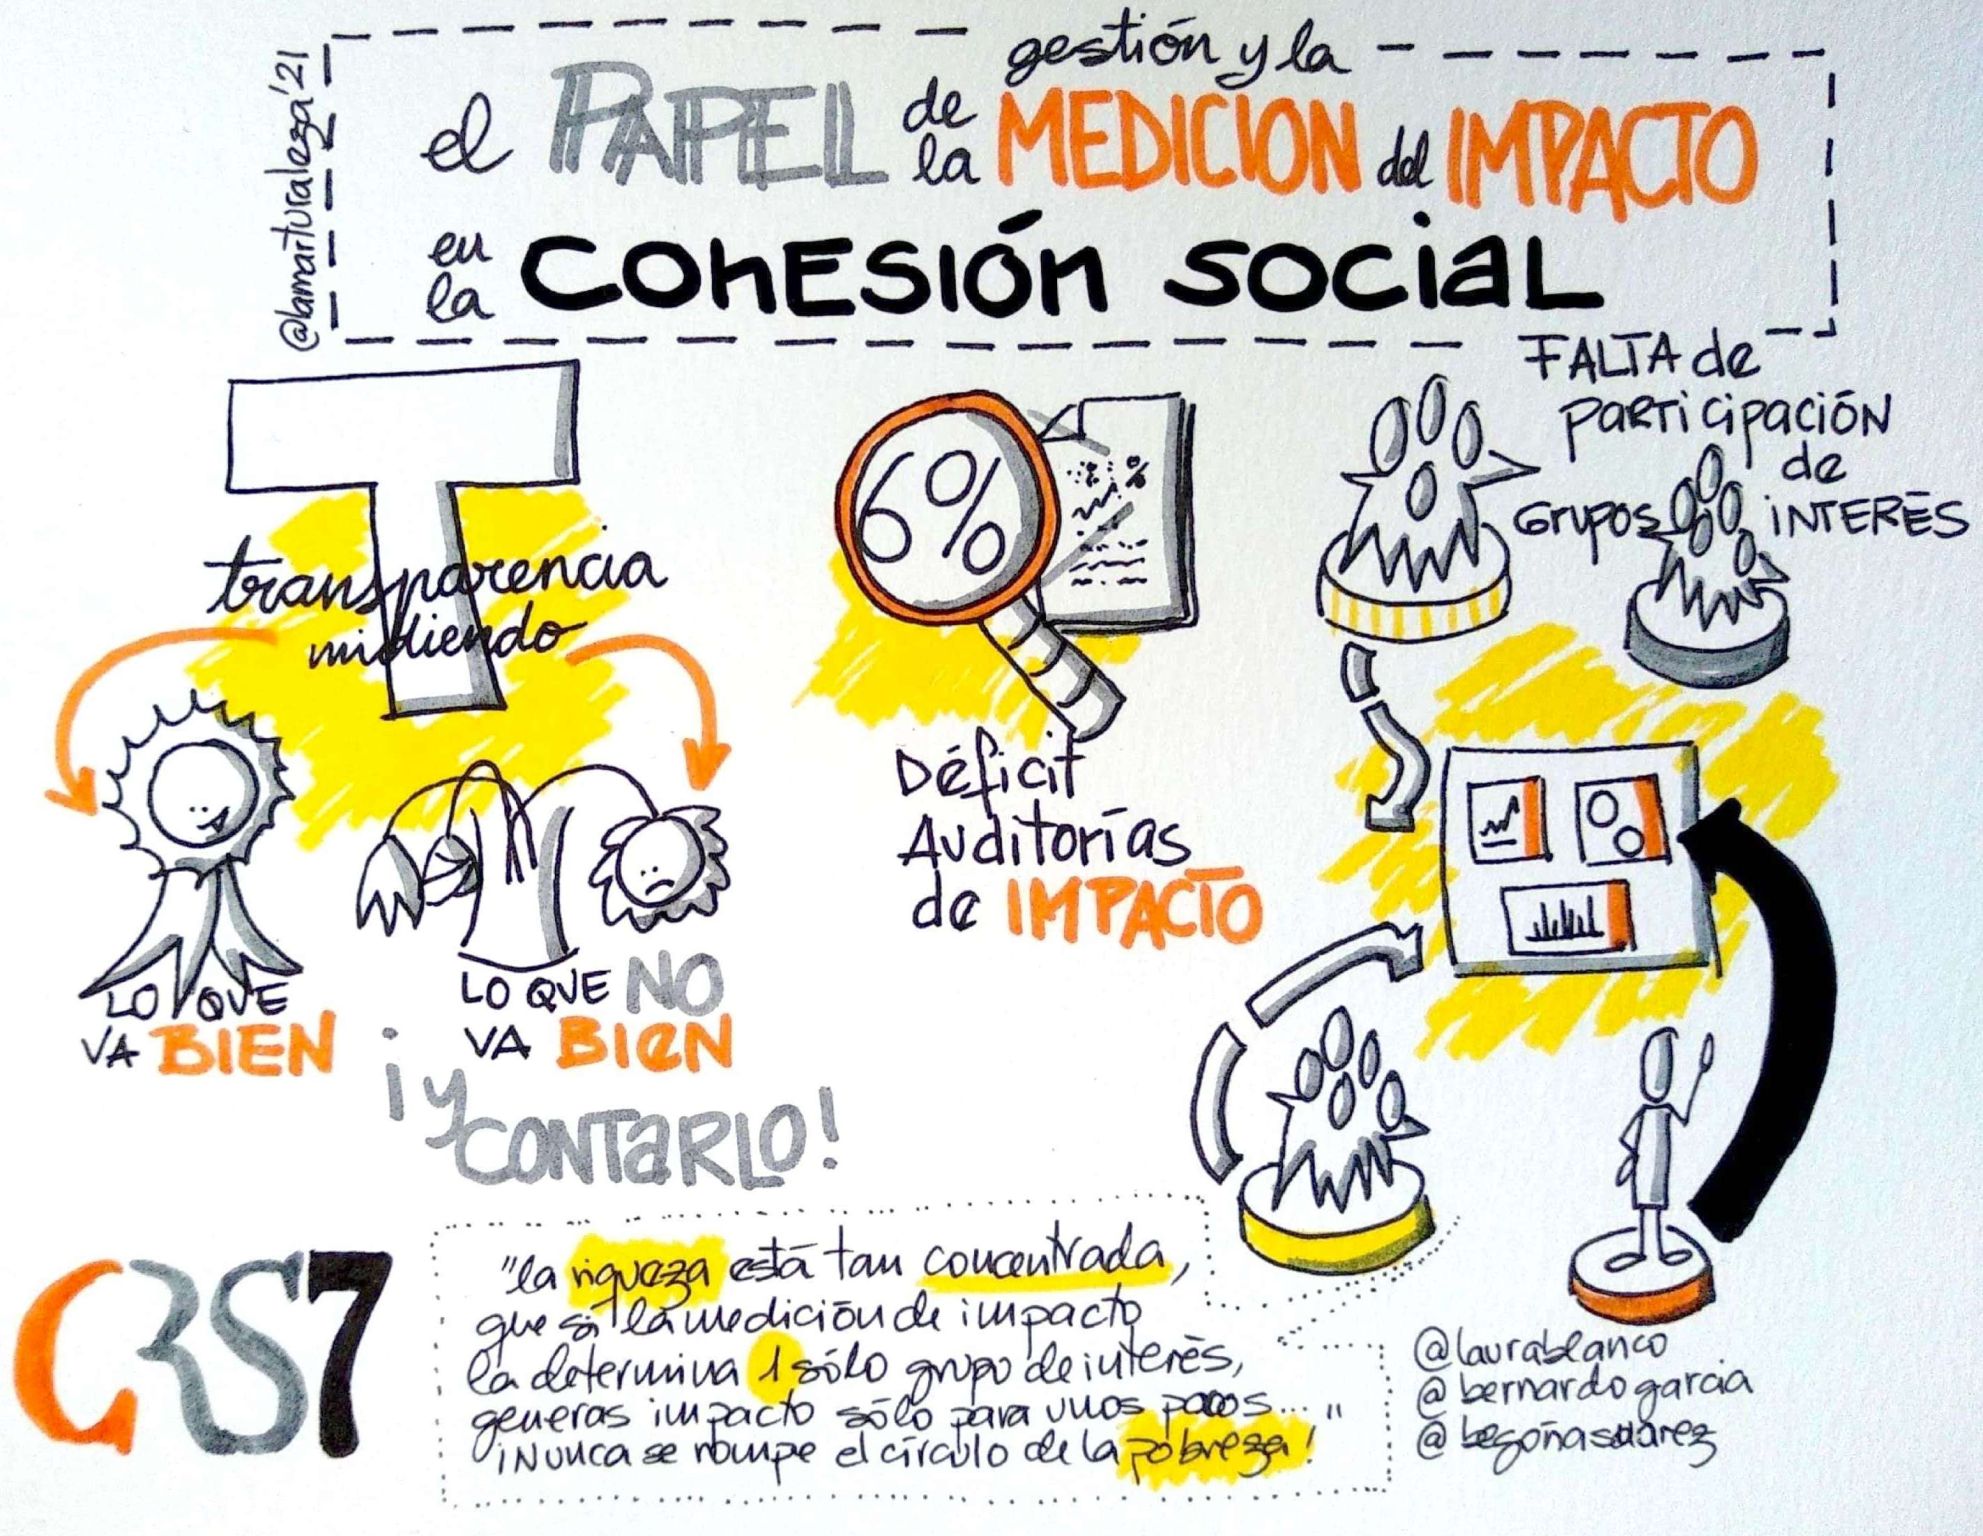 @lamarturaleza'21
gestión y la
el PAPEL de la MEDICION del IMPACTO
en la COHESIÓN SOCIAL
T
transparencia
midiendo
LO QUE
VA BIEN
LO QUE NO
VA BIEN
¡y
CONTARLO!
6%
%
Déficit
Auditorías
de IMPACTO
FALTA de
participación
de
Grupos INTERÉS
CRS7
"la riqueza está tan concentrada,
que si la medición de impacto
la determina 1 sólo grupo de interés,
generas impacto sólo para unos pocos..."
¡Nunca se rompe el círculo de la pobreza!
@laurablanco
@bernardogarcia
@begoñasuarez